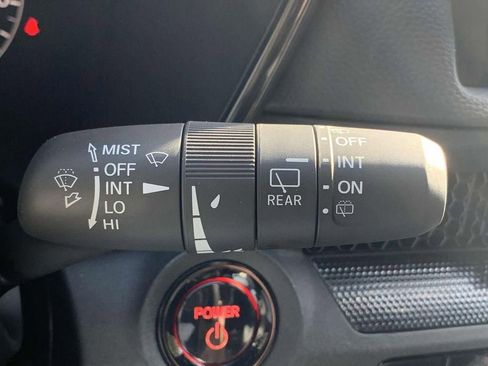 MIST
OFF
INT
LO
HI
REAR
OFF
INT
ON
POWER